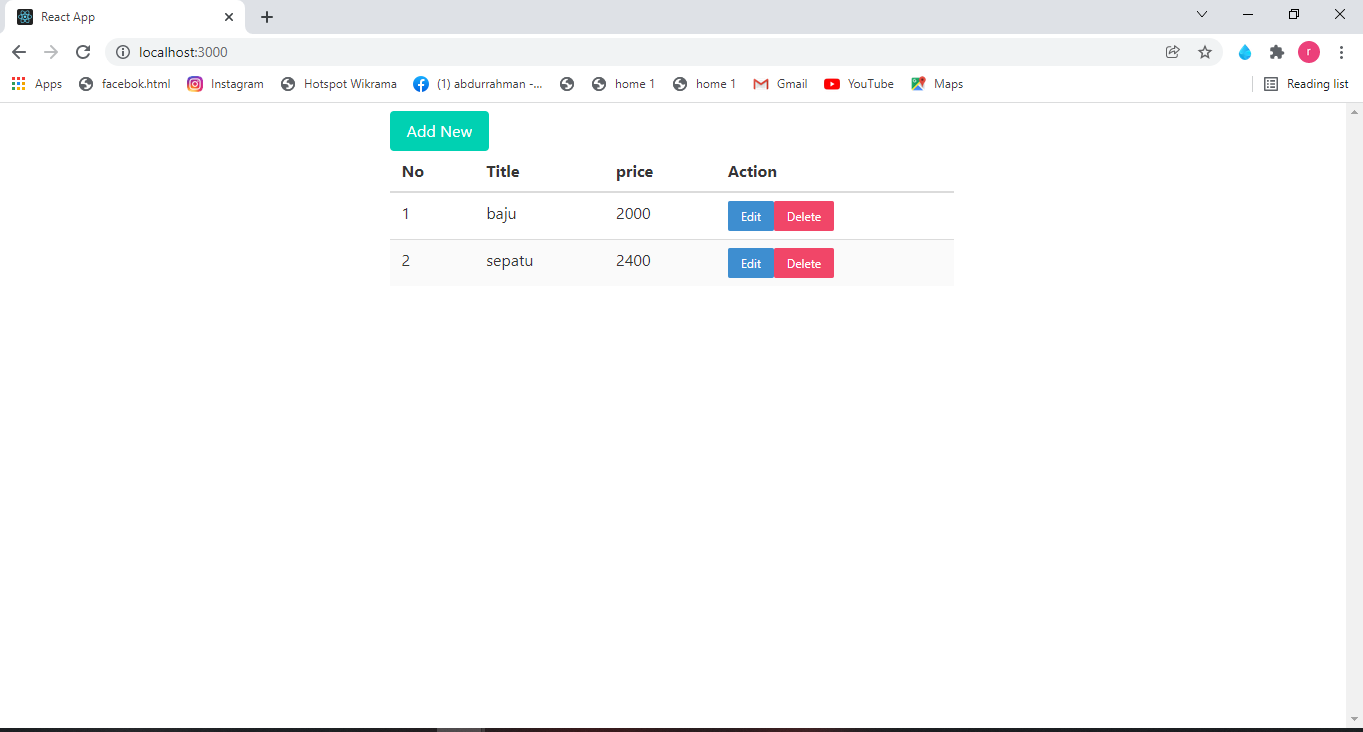 React App
localhost:3000
Apps facebok.html Instagram Hotspot Wikrama (1) abdurrahman -... home 1 home 1 Gmail YouTube Maps Reading list
r
Add New
No Title price Action
1 baju 2000 Edit Delete
2 sepatu 2400 Edit Delete